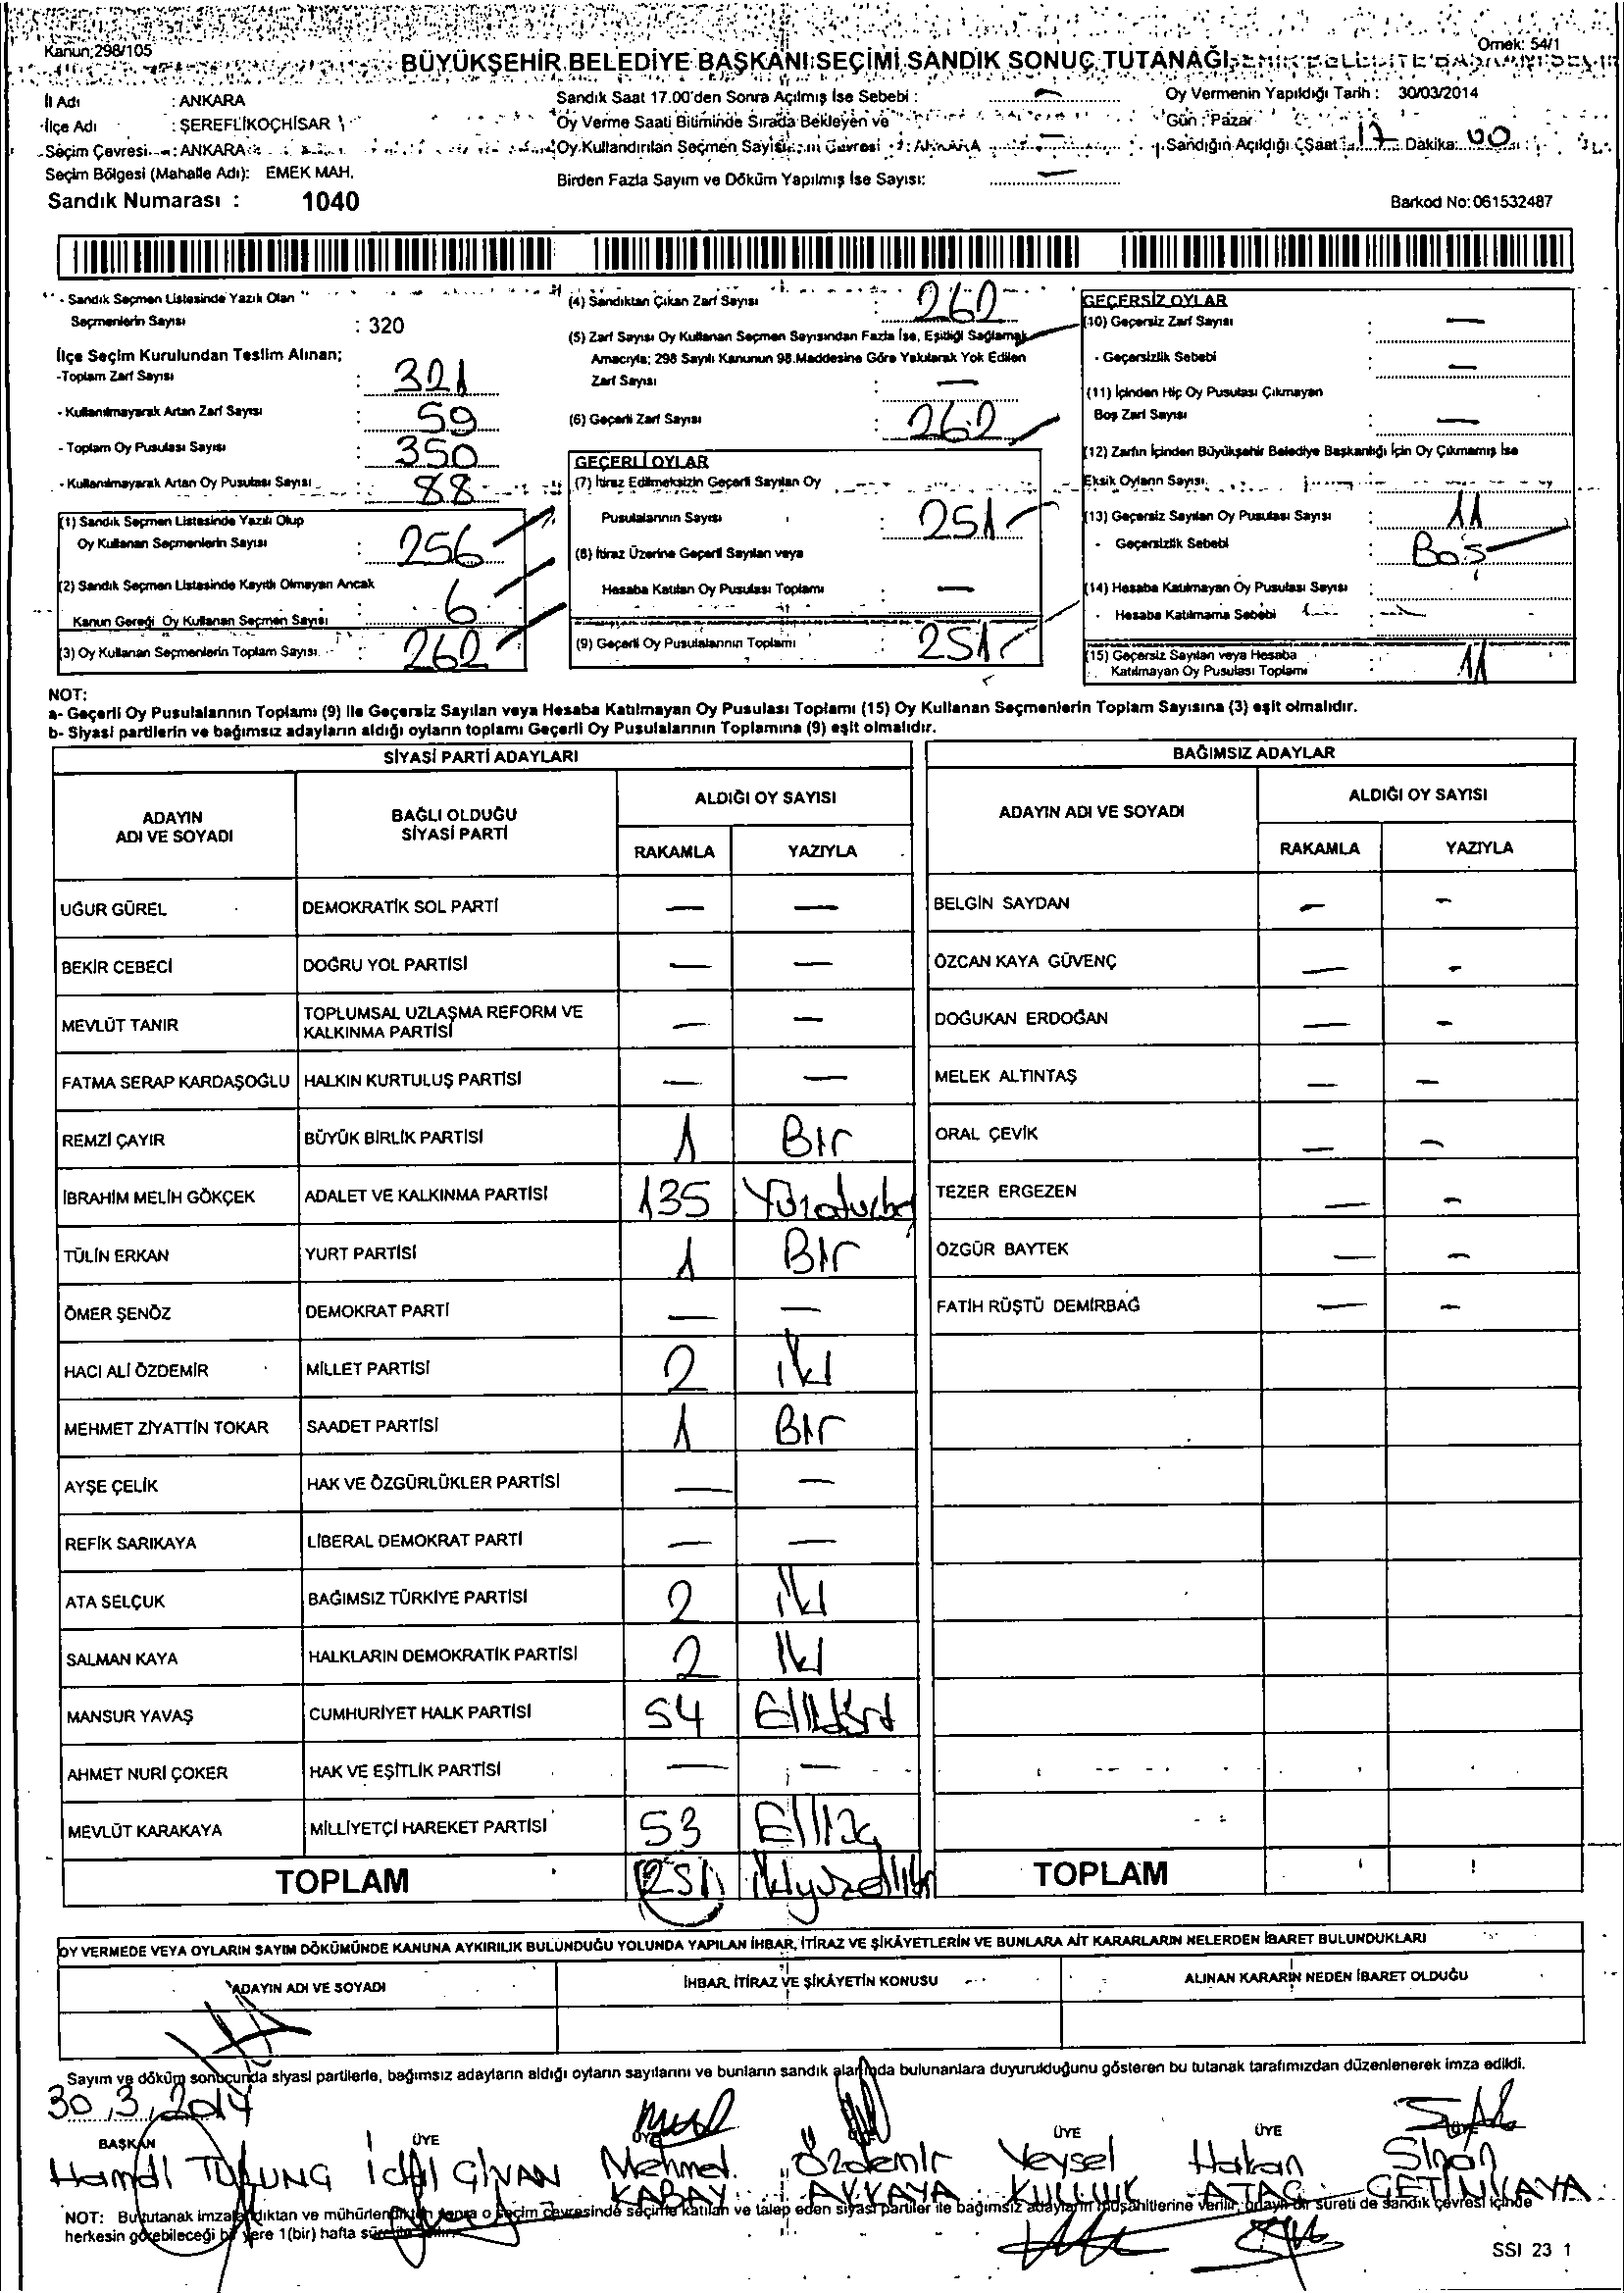 Kanun:298/105
Örnek: 54/1
BÜYÜKŞEHİR BELEDİYE BAŞKANI SEÇİMİ SANDIK SONUÇ TUTANAĞI
İl Adı : ANKARA
İlçe Adı : ŞEREFLİKOÇHİSAR
Seçim Çevresi : ANKARA
Seçim Bölgesi (Mahalle Adı): EMEK MAH.
Sandık Numarası : 1040
Sandık Saat 17.00'den Sonra Açılmış İse Sebebi : —
Oy Verme Saati Bitiminde Sırada Bekleyen ve
Oy Kullandırılan Seçmen Sayısı —
Birden Fazla Sayım ve Döküm Yapılmış İse Sayısı: —
Oy Vermenin Yapıldığı Tarih : 30/03/2014
Gün : Pazar
Sandığın Açıldığı (Saat 17 Dakika: 00
Barkod No: 061532487
- Sandık Seçmen Listesinde Yazılı Olan
Seçmenlerin Sayısı : 320
İlçe Seçim Kurulundan Teslim Alınan;
-Toplam Zarf Sayısı : 321
- Kullanılmayarak Artan Zarf Sayısı : 59
- Toplam Oy Pusulası Sayısı : 350
- Kullanılmayarak Artan Oy Pusulası Sayısı : 88
(1) Sandık Seçmen Listesinde Yazılı Olup
Oy Kullanan Seçmenlerin Sayısı : 256
(2) Sandık Seçmen Listesinde Kayıtlı Olmayan Ancak
Kanun Gereği Oy Kullanan Seçmen Sayısı : 6
(3) Oy Kullanan Seçmenlerin Toplam Sayısı : 262
(4) Sandıktan Çıkan Zarf Sayısı : 262
(5) Zarf Sayısı Oy Kullanan Seçmen Sayısından Fazla İse, Eşitliği Sağlamak
Amacıyla; 298 Sayılı Kanunun 98.Maddesine Göre Yakılarak Yok Edilen
Zarf Sayısı : —
(6) Geçerli Zarf Sayısı : 262
GEÇERLİ OYLAR
(7) İtiraz Edilmeksizin Geçerli Sayılan Oy
Pusulalarının Sayısı : 251
(8) İtiraz Üzerine Geçerli Sayılan veya
Hesaba Katılan Oy Pusulası Toplamı : —
(9) Geçerli Oy Pusulalarının Toplamı : 251
GEÇERSİZ OYLAR
(10) Geçersiz Zarf Sayısı : —
- Geçersizlik Sebebi : —
(11) İçinden Hiç Oy Pusulası Çıkmayan
Boş Zarf Sayısı : —
(12) Zarfın İçinden Büyükşehir Belediye Başkanlığı İçin Oy Çıkmamış İse
Eksik Oyların Sayısı
(13) Geçersiz Sayılan Oy Pusulası Sayısı : 11
- Geçersizlik Sebebi : Boş
(14) Hesaba Katılmayan Oy Pusulası Sayısı :
- Hesaba Katılmama Sebebi
(15) Geçersiz Sayılan veya Hesaba
Katılmayan Oy Pusulası Toplamı : 11
NOT:
a- Geçerli Oy Pusulalarının Toplamı (9) İle Geçersiz Sayılan veya Hesaba Katılmayan Oy Pusulası Toplamı (15) Oy Kullanan Seçmenlerin Toplam Sayısına (3) eşit olmalıdır.
b- Siyasi partilerin ve bağımsız adayların aldığı oyların toplamı Geçerli Oy Pusulalarının Toplamına (9) eşit olmalıdır.
SİYASİ PARTİ ADAYLARI
ADAYIN ADI VE SOYADI BAĞLI OLDUĞU SİYASİ PARTİ ALDIĞI OY SAYISI
RAKAMLA YAZIYLA
UĞUR GÜREL DEMOKRATİK SOL PARTİ — —
BEKİR CEBECİ DOĞRU YOL PARTİSİ — —
MEVLÜT TANIR TOPLUMSAL UZLAŞMA REFORM VE KALKINMA PARTİSİ — —
FATMA SERAP KARDAŞOĞLU HALKIN KURTULUŞ PARTİSİ — —
REMZİ ÇAYIR BÜYÜK BİRLİK PARTİSİ 1 Bir
İBRAHİM MELİH GÖKÇEK ADALET VE KALKINMA PARTİSİ 135
TÜLİN ERKAN YURT PARTİSİ 1 Bir
ÖMER ŞENÖZ DEMOKRAT PARTİ — —
HACI ALİ ÖZDEMİR MİLLET PARTİSİ 2 iki
MEHMET ZİYATTİN TOKAR SAADET PARTİSİ 1 Bir
AYŞE ÇELİK HAK VE ÖZGÜRLÜKLER PARTİSİ — —
REFİK SARIKAYA LİBERAL DEMOKRAT PARTİ — —
ATA SELÇUK BAĞIMSIZ TÜRKİYE PARTİSİ 2 iki
SALMAN KAYA HALKLARIN DEMOKRATİK PARTİSİ 2 iki
MANSUR YAVAŞ CUMHURİYET HALK PARTİSİ 54 Ellidört
AHMET NURİ ÇOKER HAK VE EŞİTLİK PARTİSİ — —
MEVLÜT KARAKAYA MİLLİYETÇİ HAREKET PARTİSİ 53 Elliüç
TOPLAM 251 ikiyüzellibir
BAĞIMSIZ ADAYLAR
ADAYIN ADI VE SOYADI ALDIĞI OY SAYISI
RAKAMLA YAZIYLA
BELGİN SAYDAN — -
ÖZCAN KAYA GÜVENÇ — -
DOĞUKAN ERDOĞAN — -
MELEK ALTINTAŞ — —
ORAL ÇEVİK — —
TEZER ERGEZEN — —
ÖZGÜR BAYTEK — —
FATİH RÜŞTÜ DEMİRBAĞ — —
TOPLAM
OY VERMEDE VEYA OYLARIN SAYIM DÖKÜMÜNDE KANUNA AYKIRILIK BULUNDUĞU YOLUNDA YAPILAN İHBAR, İTİRAZ VE ŞİKÂYETLERİN VE BUNLARA AİT KARARLARIN NELERDEN İBARET BULUNDUKLARI
ADAYIN ADI VE SOYADI İHBAR, İTİRAZ VE ŞİKÂYETİN KONUSU ALINAN KARARIN NEDEN İBARET OLDUĞU
Sayım ve döküm sonucunda siyasi partilerle, bağımsız adayların aldığı oyların sayılarını ve bunların sandık alanında bulunanlara duyurulduğunu gösteren bu tutanak tarafımızdan düzenlenerek imza edildi.
30.3.2014
BAŞKAN ÜYE ÜYE ÜYE ÜYE
Hamdi Mehmet Özdemir Veysel Hakan Sinan
KABAY AKKAYA KULLUK ATAÇ ÇETİNKAYA
NOT: Bu tutanak imzalandıktan ve mühürlendikten sonra o seçim çevresinde seçime katılan ve talep eden siyasi partiler ile bağımsız adayların müşahitlerine verilir, onaylı bir sureti de sandık çevresi içinde
herkesin görebileceği bir yere 1(bir) hafta süre ile
SSI 23 1